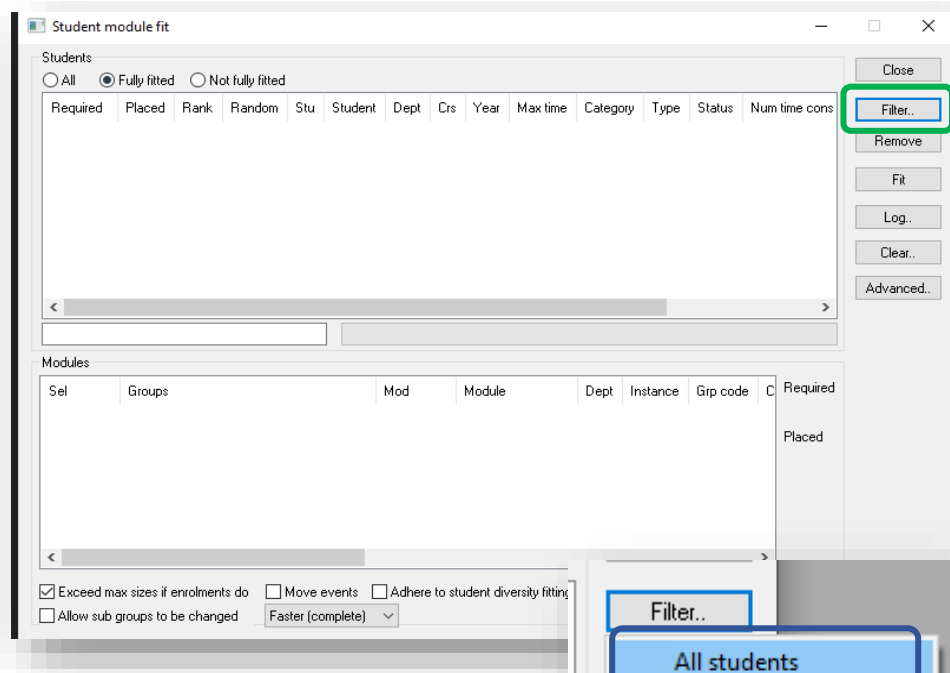 Student module fit
Students
All Fully fitted Not fully fitted
Required Placed Rank Random Stu Student Dept Crs Year Max time Category Type Status Num time cons
Close
Filter..
Remove
Fit
Log..
Clear..
Advanced..
Modules
Sel Groups Mod Module Dept Instance Grp code C
Required
Placed
Exceed max sizes if enrolments do Move events Adhere to student diversity fitting
Allow sub groups to be changed Faster (complete)
Filter..
All students